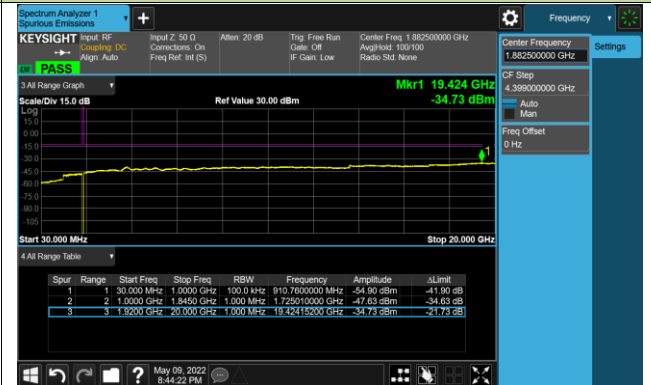 Spectrum Analyzer 1
Spurious Emissions
Frequency
KEYSIGHT
Input: RF
Coupling: DC
Align: Auto
Input Z: 50 Ω
Corrections: On
Freq Ref: Int (S)
Atten: 20 dB
Trig: Free Run
Gate: Off
IF Gain: Low
Center Freq: 1.882500000 GHz
Avg|Hold: 100/100
Radio Std: None
PASS
Center Frequency
1.882500000 GHz
Settings
CF Step
4.399000000 GHz
Auto
Man
Freq Offset
0 Hz
3 All Range Graph
Mkr1 19.424 GHz
Scale/Div 15.0 dB
Ref Value 30.00 dBm
-34.73 dBm
Log
15.0
0.00
-15.0
-30.0
-45.0
-60.0
-75.0
-90.0
-105
1
Start 30.000 MHz
Stop 20.000 GHz
4 All Range Table
Spur Range Start Freq Stop Freq RBW Frequency Amplitude ΔLimit
1 1 30.000 MHz 1.0000 GHz 100.0 kHz 910.7600000 MHz -54.90 dBm -41.90 dB
2 2 1.0000 GHz 1.8450 GHz 1.000 MHz 1.725010000 GHz -47.63 dBm -34.63 dB
3 3 1.9200 GHz 20.000 GHz 1.000 MHz 19.42415200 GHz -34.73 dBm -21.73 dB
May 09, 2022
8:44:22 PM